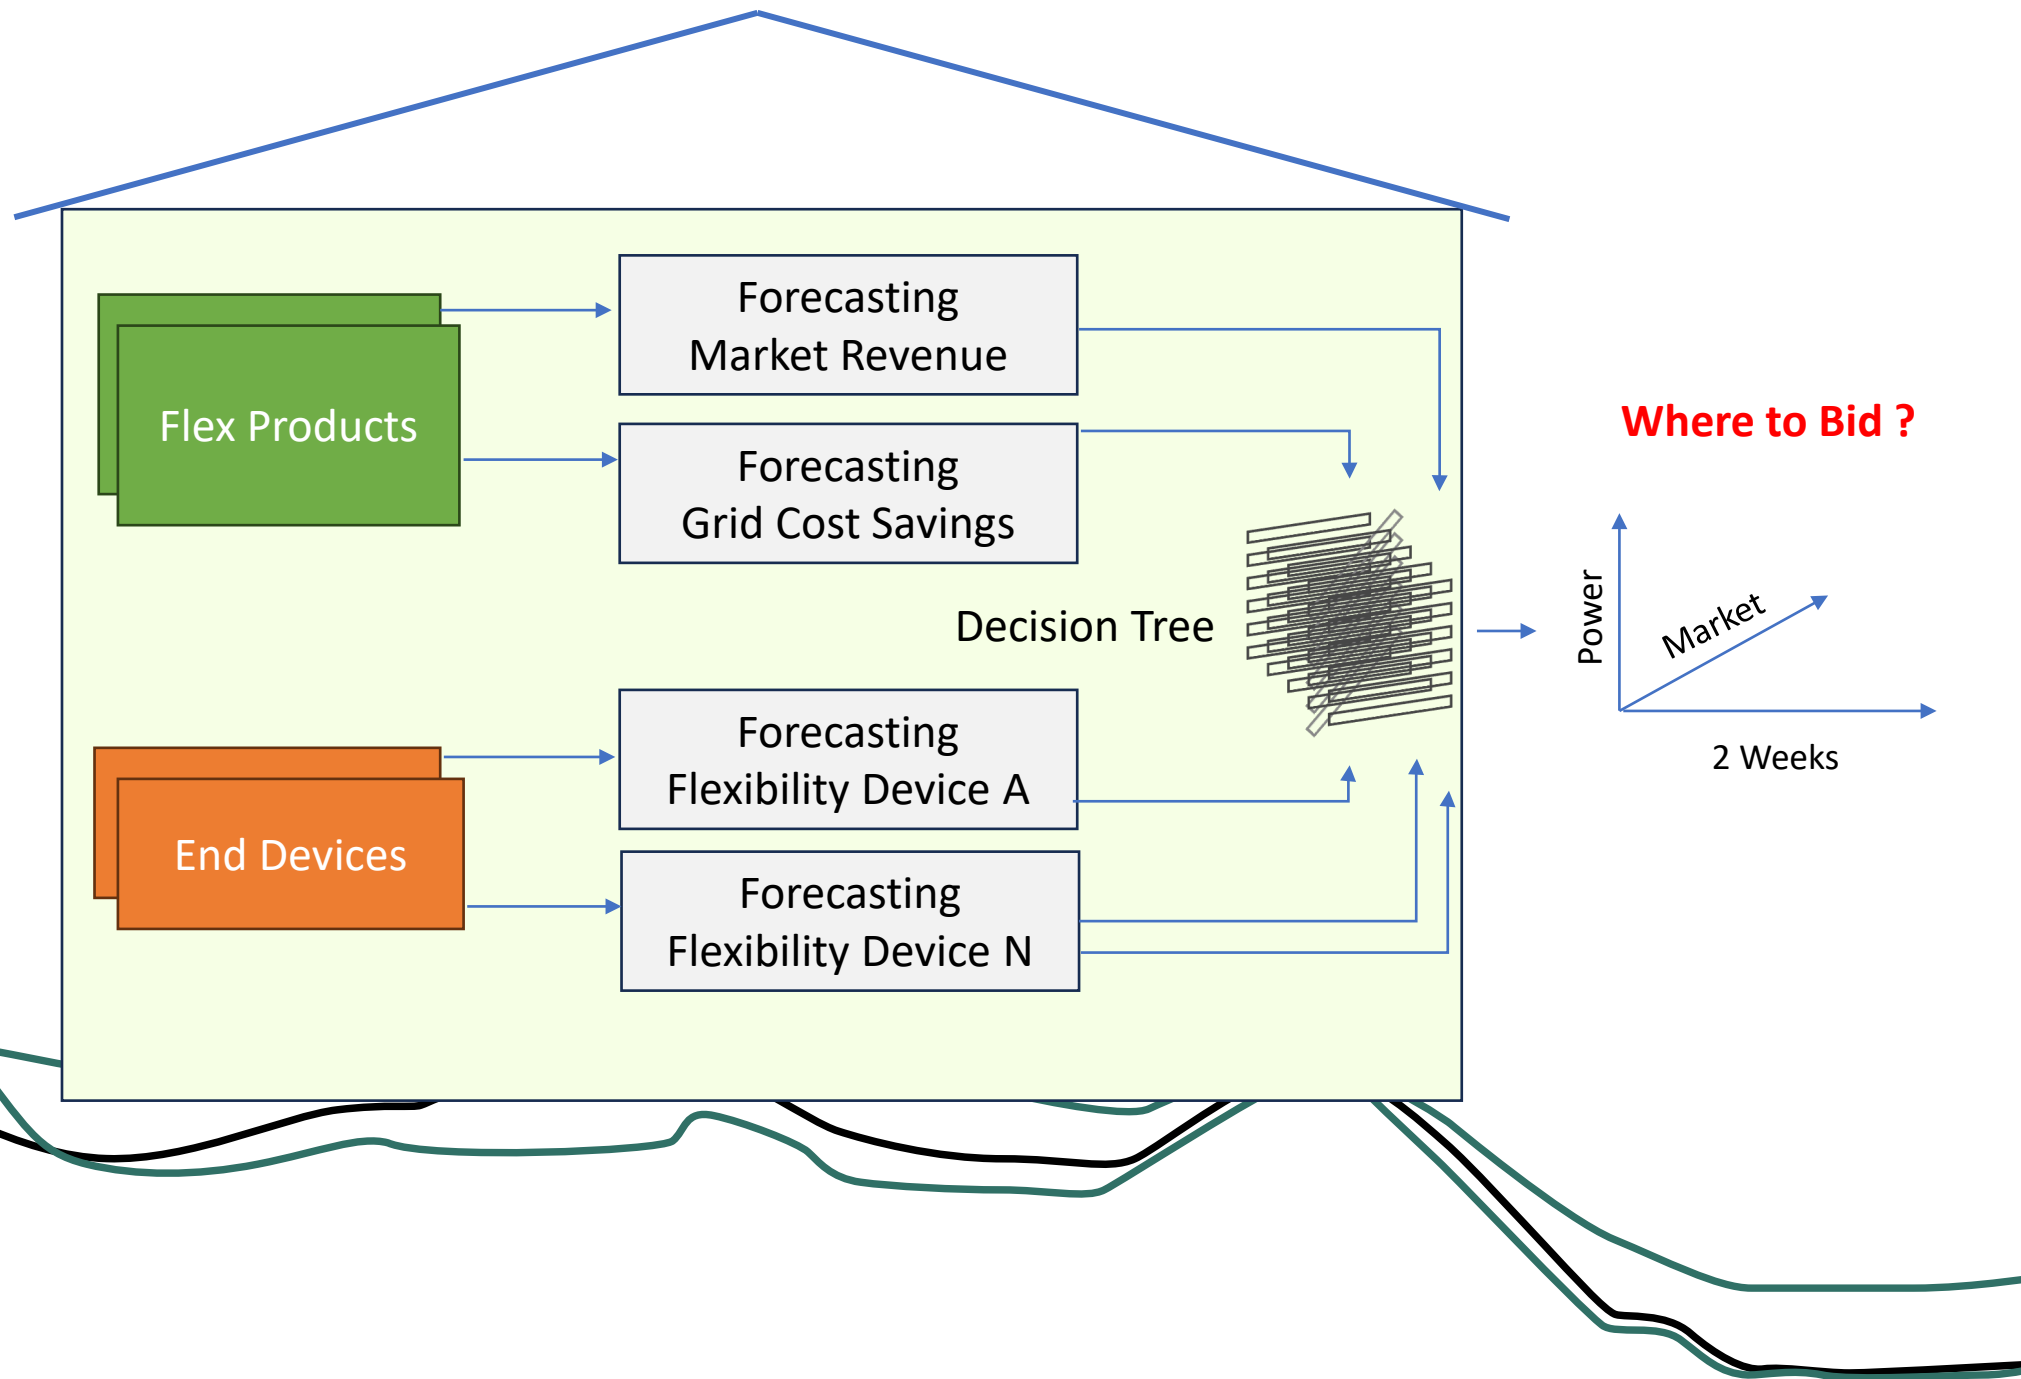 Forecasting
Market Revenue
Flex Products
Forecasting
Grid Cost Savings
Decision Tree
Forecasting
Flexibility Device A
End Devices
Forecasting
Flexibility Device N
Where to Bid ?
Power
Market
2 Weeks